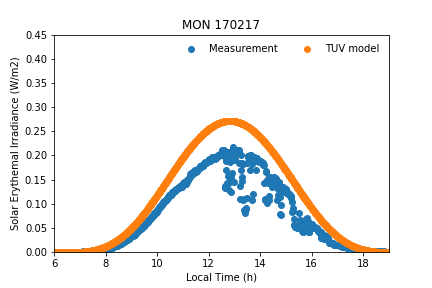 MON 170217
Measurement TUV model
Solar Erythemal Irradiance (W/m2)
0.45
0.40
0.35
0.30
0.25
0.20
0.15
0.10
0.05
0.00
6 8 10 12 14 16 18
Local Time (h)